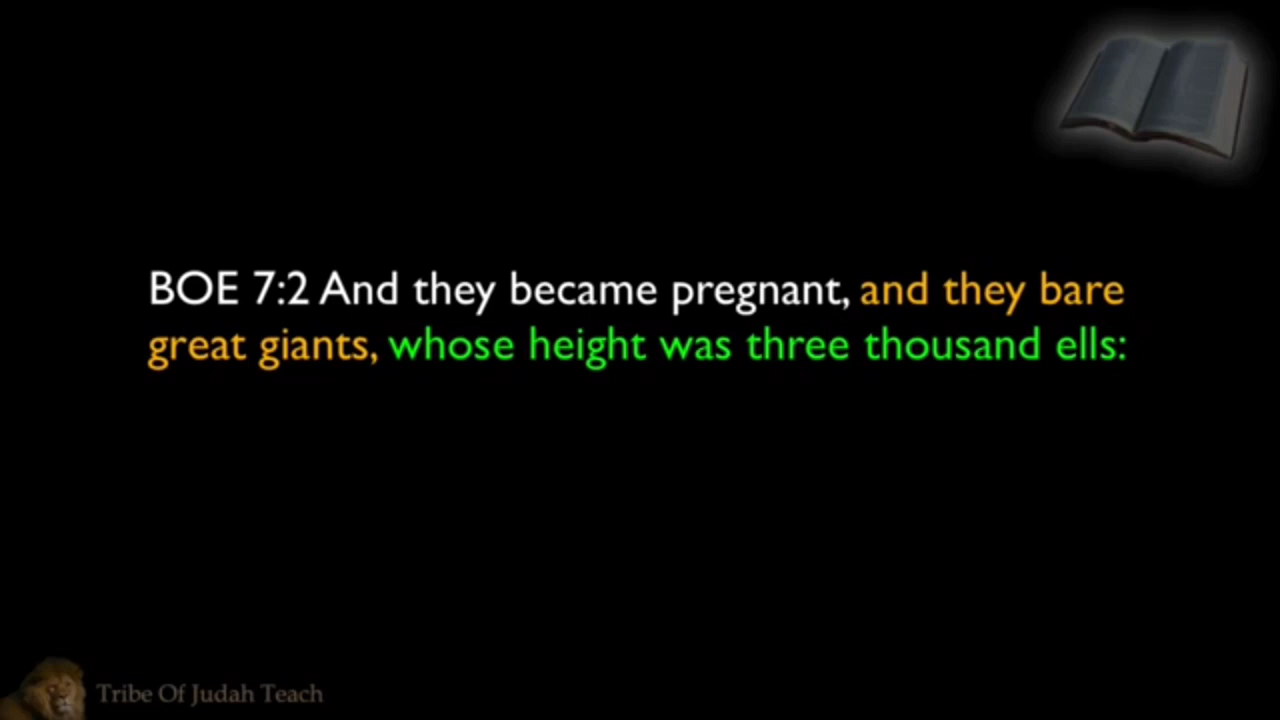 BOE 7:2 And they became pregnant, and they bare
great giants, whose height was three thousand ells:
Tribe Of Judah Teach